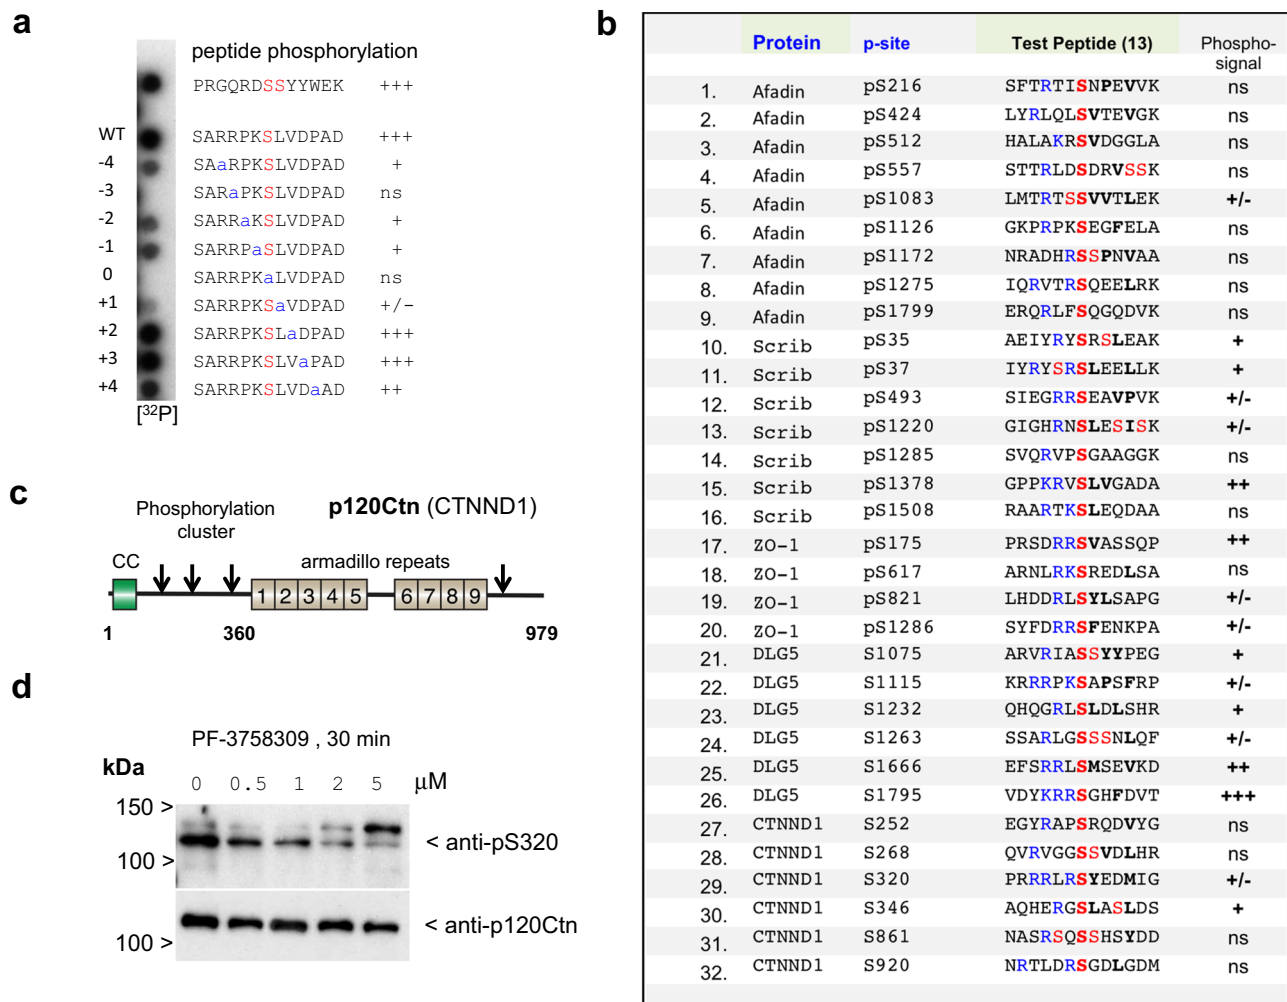 a
peptide phosphorylation
PRGQRDSSYYWEK +++
WT SARRPKSLVDPAD +++
-4 SAaRPKSLVDPAD +
-3 SARaPKSLVDPAD ns
-2 SARRaKSLVDPAD +
-1 SARRPaSLVDPAD +
0 SARRPKaLVDPAD ns
+1 SARRPKSaVDPAD +/-
+2 SARRPKSLaDPAD +++
+3 SARRPKSLVaPAD +++
+4 SARRPKSLVDaAD ++
[32P]
b
Protein p-site Test Peptide (13) Phospho-
signal
1. Afadin pS216 SFTRTISNPEVVK ns
2. Afadin pS424 LYRLQLSVTEVGK ns
3. Afadin pS512 HALAKRSVDGGLA ns
4. Afadin pS557 STTRLDSDRVSSK ns
5. Afadin pS1083 LMTRTSSVVTLEK +/-
6. Afadin pS1126 GKPRPKSEGFELA ns
7. Afadin pS1172 NRADHRSSPNVAA ns
8. Afadin pS1275 IQRVTRSQEELRK ns
9. Afadin pS1799 ERQRLFSQGQDVK ns
10. Scrib pS35 AEIYRYSRSLEAK +
11. Scrib pS37 IYRYSRSLEELLK +
12. Scrib pS493 SIEGRRSEAVPVK +/-
13. Scrib pS1220 GIGHRNSLESSISK +/-
14. Scrib pS1285 SVQRVPSGAAGGK ns
15. Scrib pS1378 GPPKRVSLVGADA ++
16. Scrib pS1508 RAARTKSLEQDAA ns
17. ZO-1 pS175 PRSDRRSVASSQP ++
18. ZO-1 pS617 ARNLRKSREDLSA ns
19. ZO-1 pS821 LHDDRLSYLSAPG +/-
20. ZO-1 pS1286 SYFDRRSFENKPA +/-
21. DLG5 S1075 ARVRIASSYYPEG +
22. DLG5 S1115 KRRRPKSAPSFRP +/-
23. DLG5 S1232 QHQGRLSLDLSHR +
24. DLG5 S1263 SSARLGSSSNLQF +/-
25. DLG5 S1666 EFSRRLSMSEVKD ++
26. DLG5 S1795 VDYKRRSGHFDVT +++
27. CTNND1 S252 EGYRAPSRQDVYG ns
28. CTNND1 S268 QVRVGGSSVDLHR ns
29. CTNND1 S320 PRRRLRSYEDMIG +/-
30. CTNND1 S346 AQHERGSLASLDS +
31. CTNND1 S861 NASRSQSSHSYDD ns
32. CTNND1 S920 NRTLDRSGDLGDM ns
c
p120Ctn (CTNND1)
Phosphorylation
cluster
CC armadillo repeats
1 2 3 4 5 6 7 8 9
1 360 979
d
PF-3758309 , 30 min
kDa 0 0.5 1 2 5 µM
150 >
< anti-pS320
100 >
< anti-p120Ctn
100 >